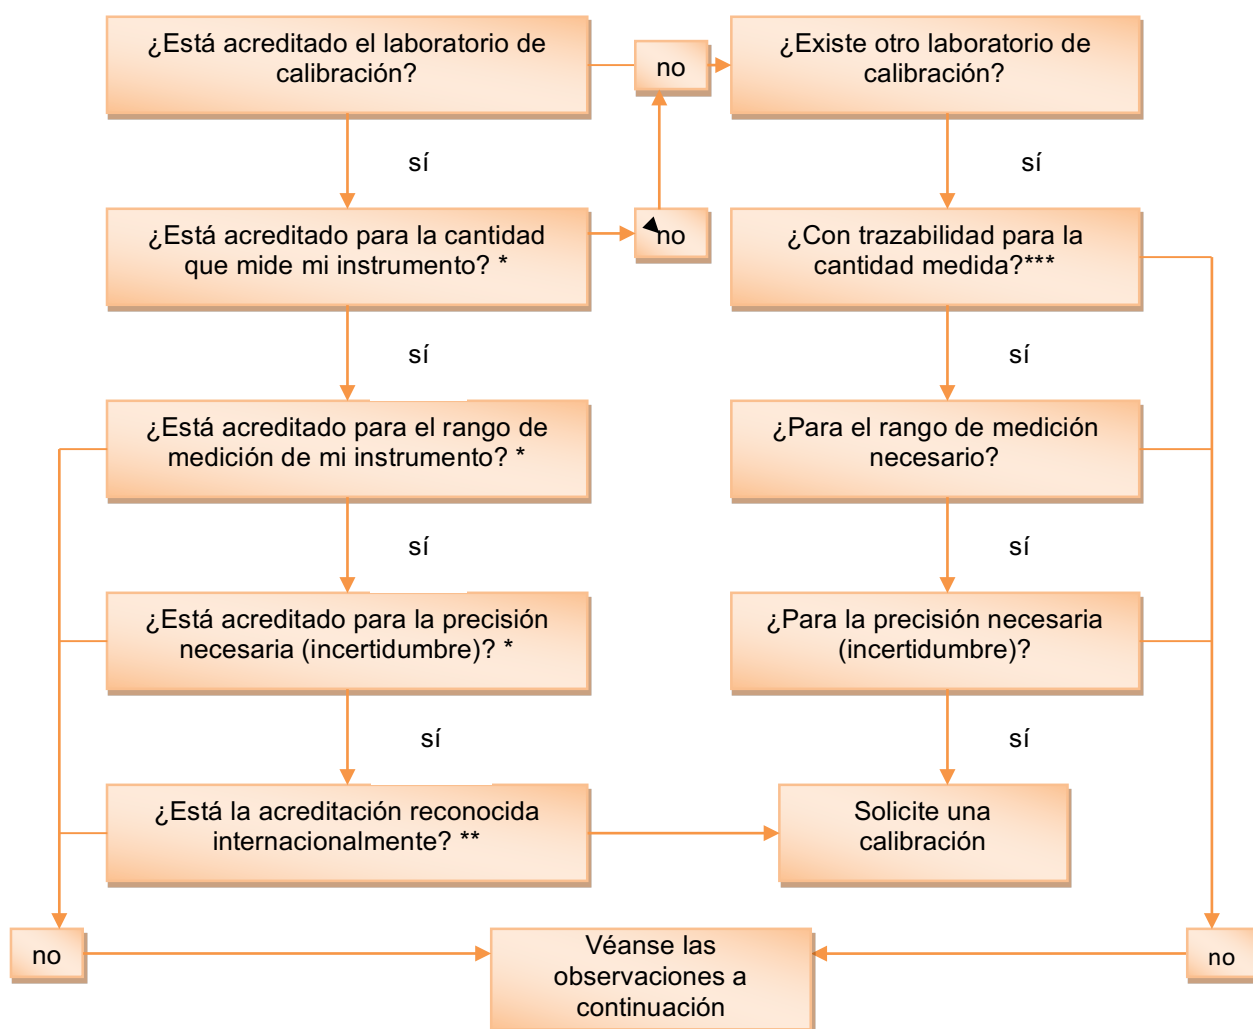 ¿Está acreditado el laboratorio de
calibración?
no
¿Existe otro laboratorio de
calibración?
sí
sí
¿Está acreditado para la cantidad
que mide mi instrumento? *
no
¿Con trazabilidad para la
cantidad medida?***
sí
sí
¿Está acreditado para el rango de
medición de mi instrumento? *
¿Para el rango de medición
necesario?
sí
sí
¿Está acreditado para la precisión
necesaria (incertidumbre)? *
¿Para la precisión necesaria
(incertidumbre)?
sí
sí
¿Está la acreditación reconocida
internacionalmente? **
Solicite una
calibración
no
Véanse las
observaciones a
continuación
no